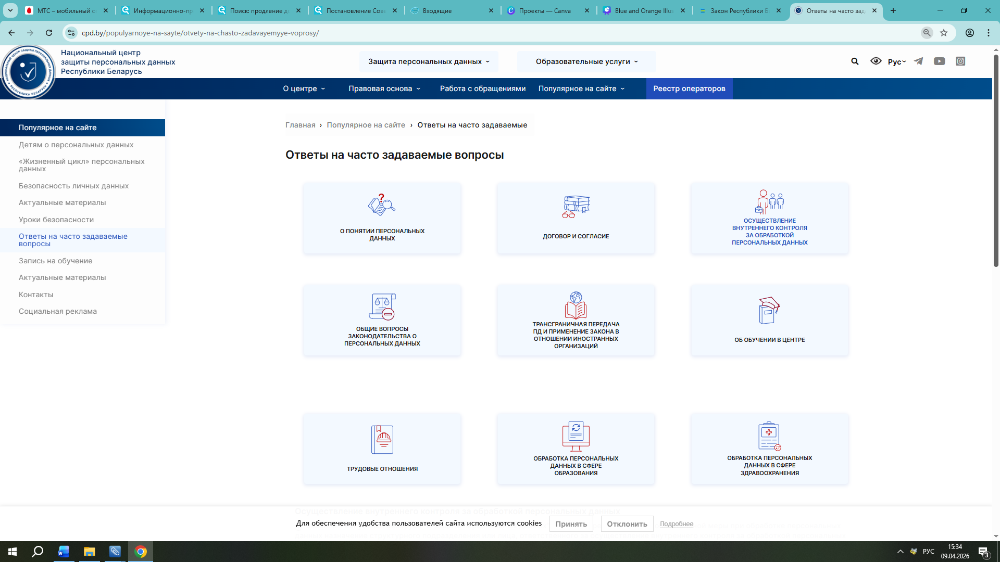 МТС – мобильный о
Информационно-пр
Поиск: продление до
Постановление Сове
Входящие
Проекты — Canva
Blue and Orange Illus
Закон Республики Б
Ответы на часто зад
cpd.by/populyarnoye-na-sayte/otvety-na-chasto-zadavayemyye-voprosy/
Национальный центр
защиты персональных данных
Республики Беларусь
Защита персональных данных
Образовательные услуги
Рус
О центре
Правовая основа
Работа с обращениями
Популярное на сайте
Реестр операторов
Популярное на сайте
Детям о персональных данных
«Жизненный цикл» персональных
данных
Безопасность личных данных
Актуальные материалы
Уроки безопасности
Ответы на часто задаваемые
вопросы
Запись на обучение
Актуальные материалы
Контакты
Социальная реклама
Главная › Популярное на сайте › Ответы на часто задаваемые
Ответы на часто задаваемые вопросы
О ПОНЯТИИ ПЕРСОНАЛЬНЫХ
ДАННЫХ
ДОГОВОР И СОГЛАСИЕ
ОСУЩЕСТВЛЕНИЕ
ВНУТРЕННЕГО КОНТРОЛЯ
ЗА ОБРАБОТКОЙ
ПЕРСОНАЛЬНЫХ ДАННЫХ
ОБЩИЕ ВОПРОСЫ
ЗАКОНОДАТЕЛЬСТВА О
ПЕРСОНАЛЬНЫХ ДАННЫХ
ТРАНСГРАНИЧНАЯ ПЕРЕДАЧА
ПД И ПРИМЕНЕНИЕ ЗАКОНА В
ОТНОШЕНИИ ИНОСТРАННЫХ
ОРГАНИЗАЦИЙ
ОБ ОБУЧЕНИИ В ЦЕНТРЕ
ТРУДОВЫЕ ОТНОШЕНИЯ
ОБРАБОТКА ПЕРСОНАЛЬНЫХ
ДАННЫХ В СФЕРЕ
ОБРАЗОВАНИЯ
ОБРАБОТКА ПЕРСОНАЛЬНЫХ
ДАННЫХ В СФЕРЕ
ЗДРАВООХРАНЕНИЯ
Осуществление внутреннего контроля за обработкой персональных данных
Для обеспечения удобства пользователей сайта используются cookies
Принять
Отклонить
Подробнее
РУС
15:34
09.04.2026
3